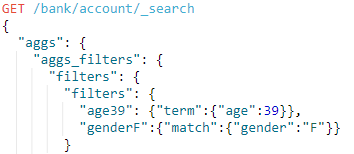 GET /bank/account/_search
{
  "aggs": {
    "aggs_filters": {
      "filters": {
        "filters": {
          "age39": {"term":{"age":39}},
          "genderF":{"match":{"gender":"F"}}
        }